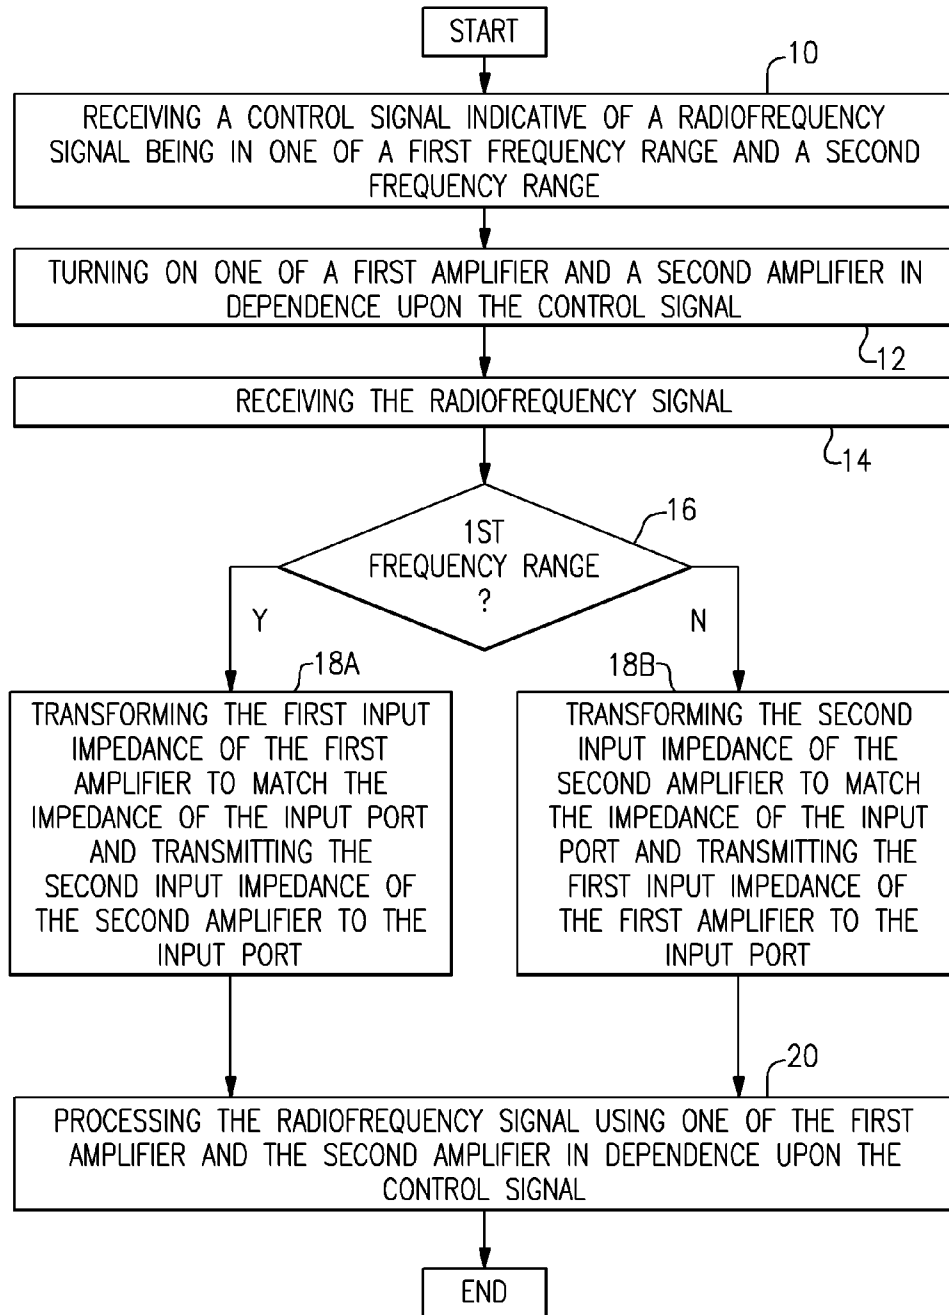 START
10
RECEIVING A CONTROL SIGNAL INDICATIVE OF A RADIOFREQUENCY
SIGNAL BEING IN ONE OF A FIRST FREQUENCY RANGE AND A SECOND
FREQUENCY RANGE
TURNING ON ONE OF A FIRST AMPLIFIER AND A SECOND AMPLIFIER IN
DEPENDENCE UPON THE CONTROL SIGNAL
12
RECEIVING THE RADIOFREQUENCY SIGNAL
14
16
1ST
FREQUENCY RANGE
?
Y
N
18A
TRANSFORMING THE FIRST INPUT
IMPEDANCE OF THE FIRST
AMPLIFIER TO MATCH THE
IMPEDANCE OF THE INPUT PORT
AND TRANSMITTING THE
SECOND INPUT IMPEDANCE OF
THE SECOND AMPLIFIER TO THE
INPUT PORT
18B
TRANSFORMING THE SECOND
INPUT IMPEDANCE OF THE
SECOND AMPLIFIER TO MATCH
THE IMPEDANCE OF THE INPUT
PORT AND TRANSMITTING THE
FIRST INPUT IMPEDANCE OF
THE FIRST AMPLIFIER TO THE
INPUT PORT
20
PROCESSING THE RADIOFREQUENCY SIGNAL USING ONE OF THE FIRST
AMPLIFIER AND THE SECOND AMPLIFIER IN DEPENDENCE UPON THE
CONTROL SIGNAL
END